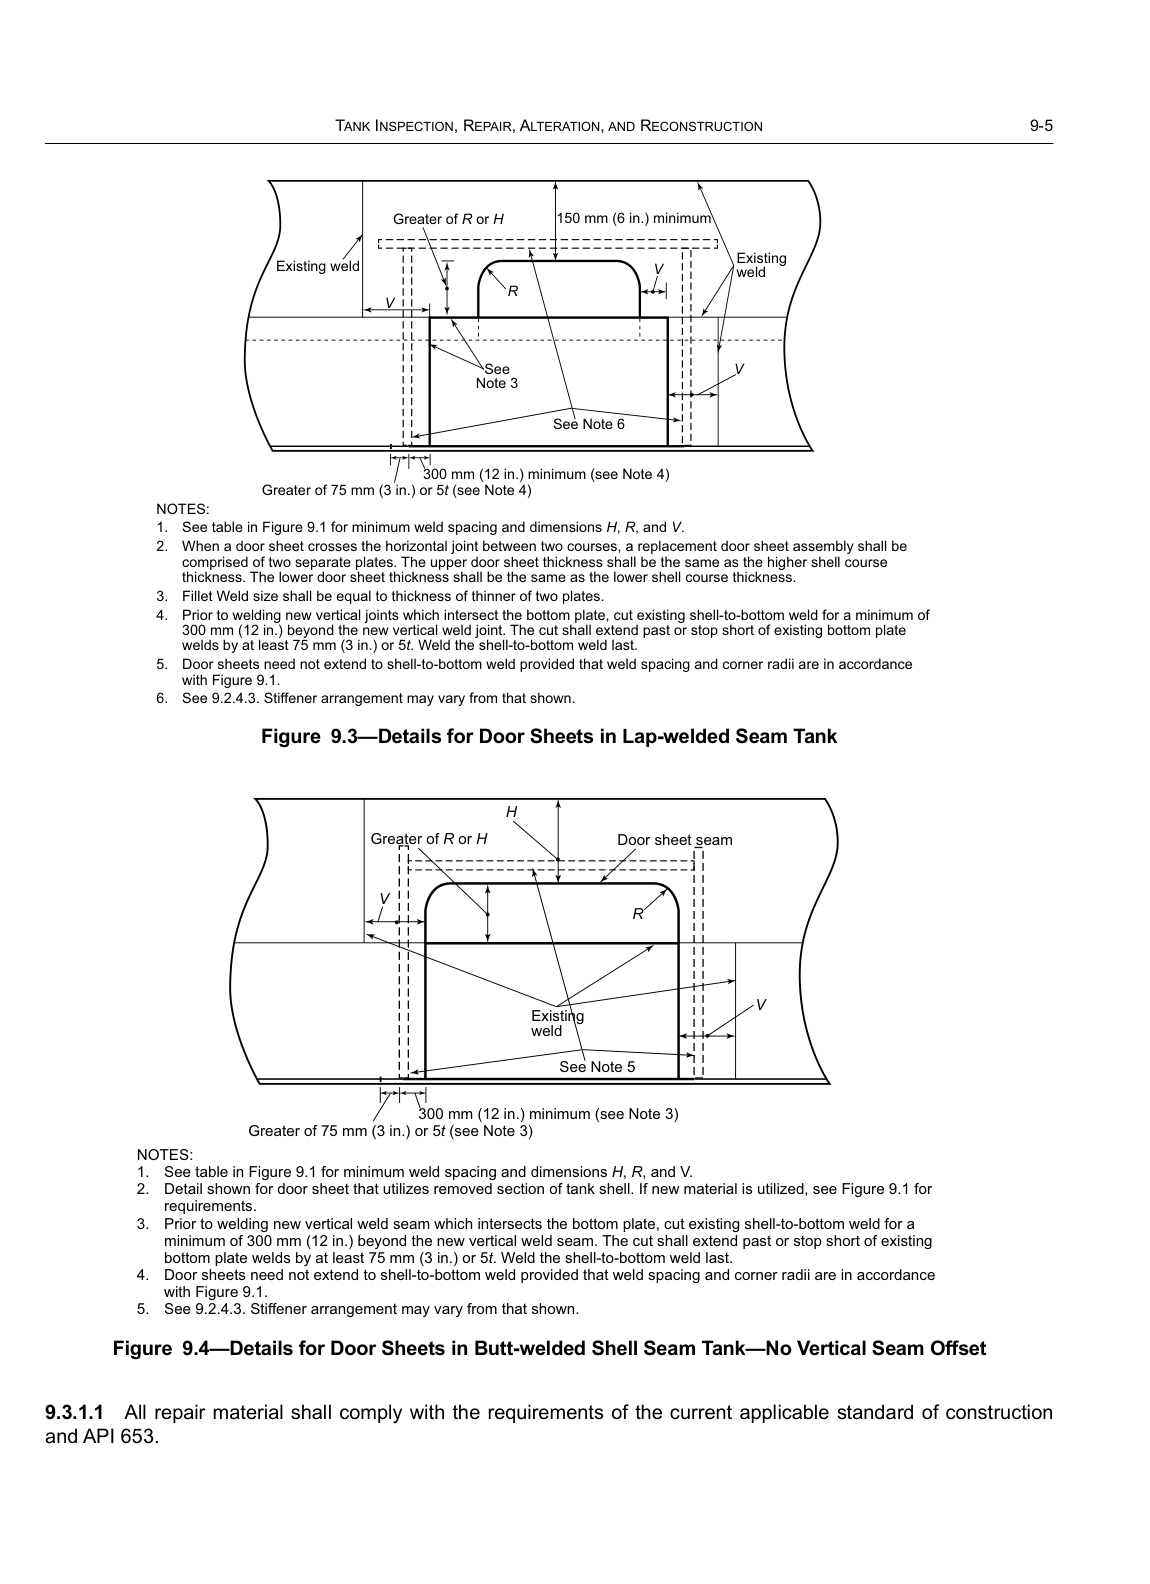 TANK INSPECTION, REPAIR, ALTERATION, AND RECONSTRUCTION 9-5
Greater of R or H
150 mm (6 in.) minimum
Existing weld
V
Existing
weld
R
V
See
Note 3
V
See Note 6
300 mm (12 in.) minimum (see Note 4)
Greater of 75 mm (3 in.) or 5t (see Note 4)
NOTES:
1. See table in Figure 9.1 for minimum weld spacing and dimensions H, R, and V.
2. When a door sheet crosses the horizontal joint between two courses, a replacement door sheet assembly shall be
comprised of two separate plates. The upper door sheet thickness shall be the same as the higher shell course
thickness. The lower door sheet thickness shall be the same as the lower shell course thickness.
3. Fillet Weld size shall be equal to thickness of thinner of two plates.
4. Prior to welding new vertical joints which intersect the bottom plate, cut existing shell-to-bottom weld for a minimum of
300 mm (12 in.) beyond the new vertical weld joint. The cut shall extend past or stop short of existing bottom plate
welds by at least 75 mm (3 in.) or 5t. Weld the shell-to-bottom weld last.
5. Door sheets need not extend to shell-to-bottom weld provided that weld spacing and corner radii are in accordance
with Figure 9.1.
6. See 9.2.4.3. Stiffener arrangement may vary from that shown.
Figure 9.3—Details for Door Sheets in Lap-welded Seam Tank
H
Greater of R or H
Door sheet seam
V
R
Existing
weld
V
See Note 5
300 mm (12 in.) minimum (see Note 3)
Greater of 75 mm (3 in.) or 5t (see Note 3)
NOTES:
1. See table in Figure 9.1 for minimum weld spacing and dimensions H, R, and V.
2. Detail shown for door sheet that utilizes removed section of tank shell. If new material is utilized, see Figure 9.1 for
requirements.
3. Prior to welding new vertical weld seam which intersects the bottom plate, cut existing shell-to-bottom weld for a
minimum of 300 mm (12 in.) beyond the new vertical weld seam. The cut shall extend past or stop short of existing
bottom plate welds by at least 75 mm (3 in.) or 5t. Weld the shell-to-bottom weld last.
4. Door sheets need not extend to shell-to-bottom weld provided that weld spacing and corner radii are in accordance
with Figure 9.1.
5. See 9.2.4.3. Stiffener arrangement may vary from that shown.
Figure 9.4—Details for Door Sheets in Butt-welded Shell Seam Tank—No Vertical Seam Offset
9.3.1.1 All repair material shall comply with the requirements of the current applicable standard of construction
and API 653.